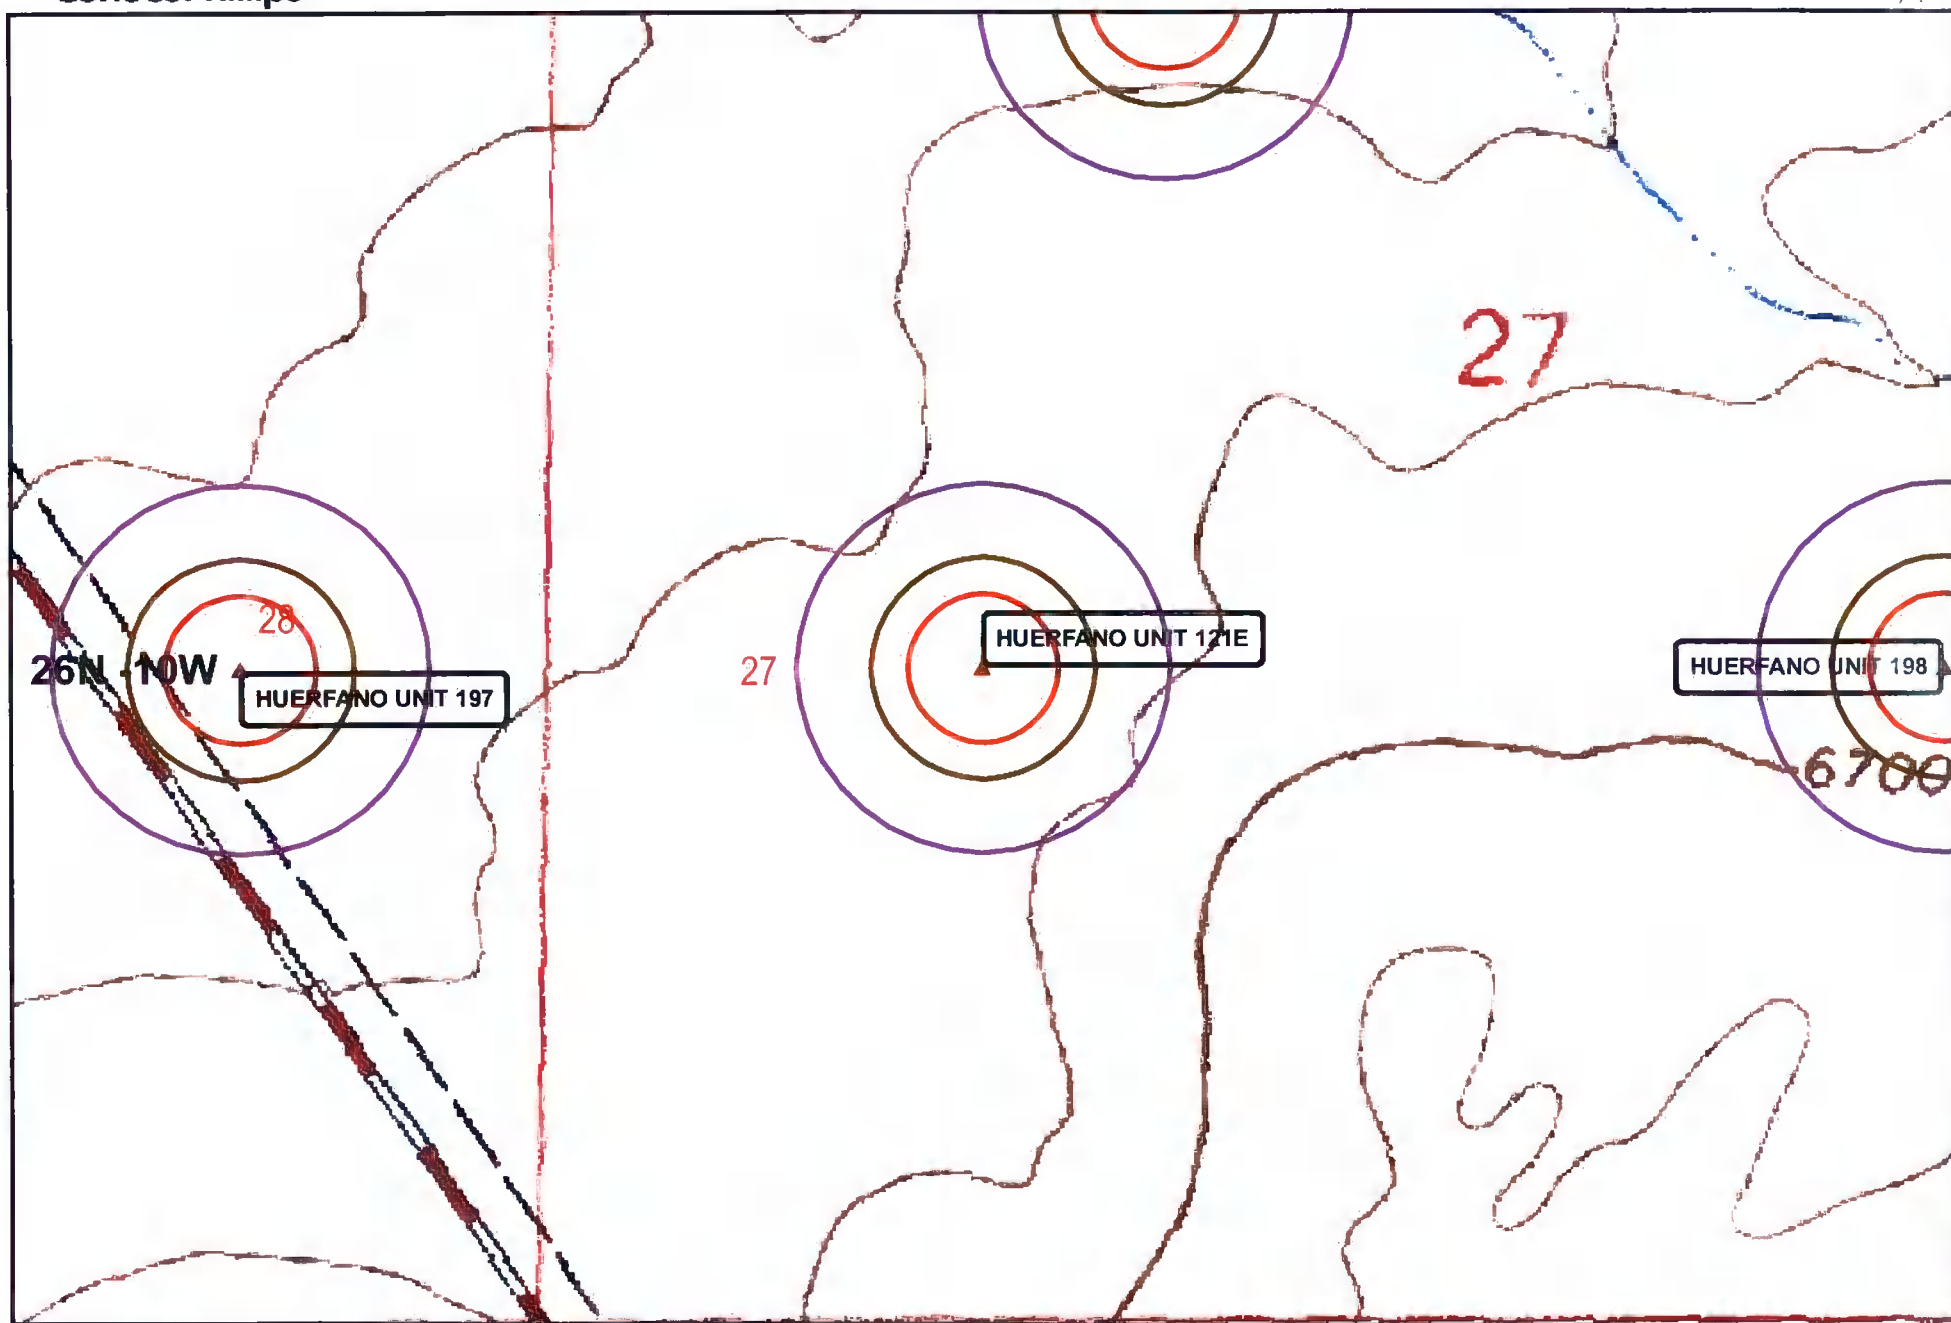 27
28
HUERFANO UNIT 121E
26N -10W
HUERFANO UNIT 197
27
HUERFANO UNIT 198
6700